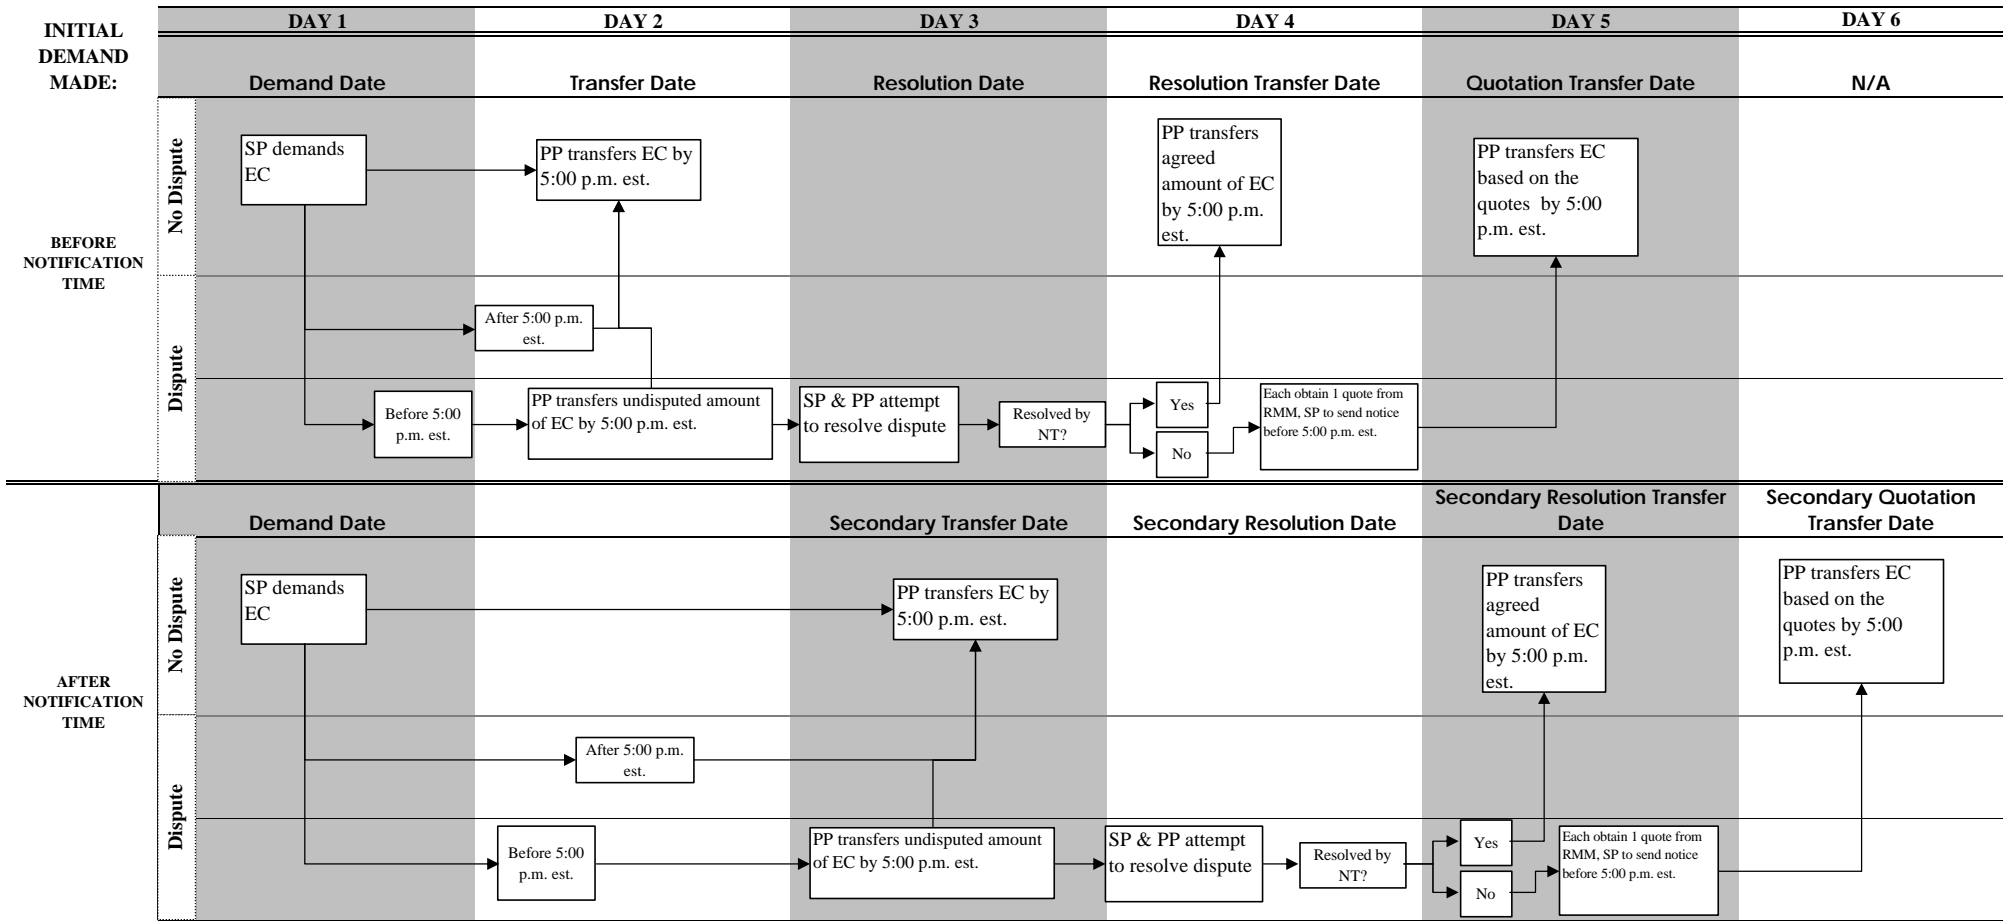 INITIAL
DEMAND
MADE:
DAY 1
DAY 2
DAY 3
DAY 4
DAY 5
DAY 6
Demand Date
Transfer Date
Resolution Date
Resolution Transfer Date
Quotation Transfer Date
N/A
BEFORE
NOTIFICATION
TIME
No Dispute
Dispute
SP demands
EC
PP transfers EC by
5:00 p.m. est.
PP transfers
agreed
amount of EC
by 5:00 p.m.
est.
PP transfers EC
based on the
quotes by 5:00
p.m. est.
After 5:00 p.m.
est.
Before 5:00
p.m. est.
PP transfers undisputed amount
of EC by 5:00 p.m. est.
SP & PP attempt
to resolve dispute
Resolved by
NT?
Yes
No
Each obtain 1 quote from
RMM, SP to send notice
before 5:00 p.m. est.
Demand Date
Secondary Transfer Date
Secondary Resolution Date
Secondary Resolution Transfer
Date
Secondary Quotation
Transfer Date
AFTER
NOTIFICATION
TIME
No Dispute
Dispute
SP demands
EC
PP transfers EC by
5:00 p.m. est.
PP transfers
agreed
amount of EC
by 5:00 p.m.
est.
PP transfers EC
based on the
quotes by 5:00
p.m. est.
After 5:00 p.m.
est.
Before 5:00
p.m. est.
PP transfers undisputed amount
of EC by 5:00 p.m. est.
SP & PP attempt
to resolve dispute
Resolved by
NT?
Yes
No
Each obtain 1 quote from
RMM, SP to send notice
before 5:00 p.m. est.